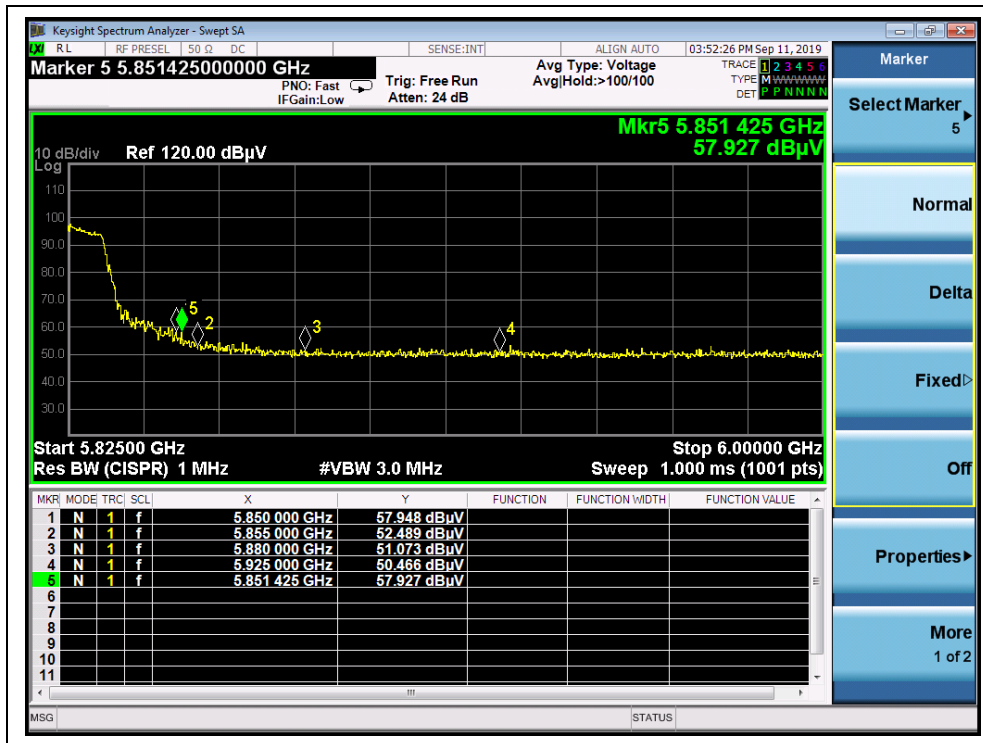 Keysight Spectrum Analyzer - Swept SA
LXI RL RF PRESEL 50 Ω DC SENSE:INT ALIGN AUTO 03:52:26 PM Sep 11, 2019
Marker 5 5.851425000000 GHz
PNO: Fast
IFGain:Low
Trig: Free Run
Atten: 24 dB
Avg Type: Voltage
Avg|Hold:>100/100
TRACE 1 2 3 4 5 6
TYPE M WWWWW
DET P P N N N N
Mkr5 5.851 425 GHz
57.927 dBµV
10 dB/div Ref 120.00 dBµV
Log
110
100
90.0
80.0
70.0
60.0
50.0
40.0
30.0
5
2
3
4
Start 5.82500 GHz Stop 6.00000 GHz
Res BW (CISPR) 1 MHz #VBW 3.0 MHz Sweep 1.000 ms (1001 pts)
MKR MODE TRC SCL X Y FUNCTION FUNCTION WIDTH FUNCTION VALUE
1 N 1 f 5.850 000 GHz 57.948 dBµV
2 N 1 f 5.855 000 GHz 52.489 dBµV
3 N 1 f 5.880 000 GHz 51.073 dBµV
4 N 1 f 5.925 000 GHz 50.466 dBµV
5 N 1 f 5.851 425 GHz 57.927 dBµV
6
7
8
9
10
11
MSG STATUS
Marker
Select Marker
5
Normal
Delta
Fixed
Off
Properties
More
1 of 2